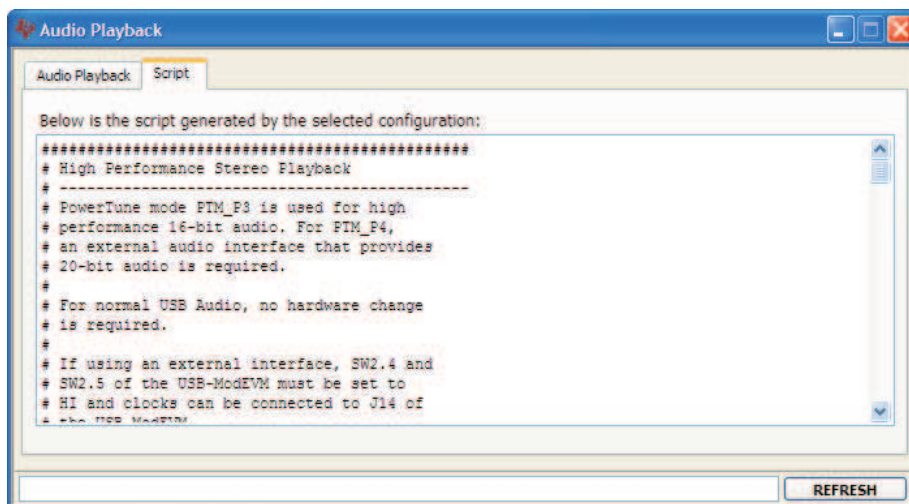 Audio Playback
Audio Playback
Script
Below is the script generated by the selected configuration:
###############################################
# High Performance Stereo Playback
# ---------------------------------------------
# PowerTune mode PTM_P3 is used for high
# performance 16-bit audio. For PTM_P4,
# an external audio interface that provides
# 20-bit audio is required.
#
# For normal USB Audio, no hardware change
# is required.
#
# If using an external interface, SW2.4 and
# SW2.5 of the USB-ModEVM must be set to
# HI and clocks can be connected to J14 of
# the USB-ModEVM
REFRESH